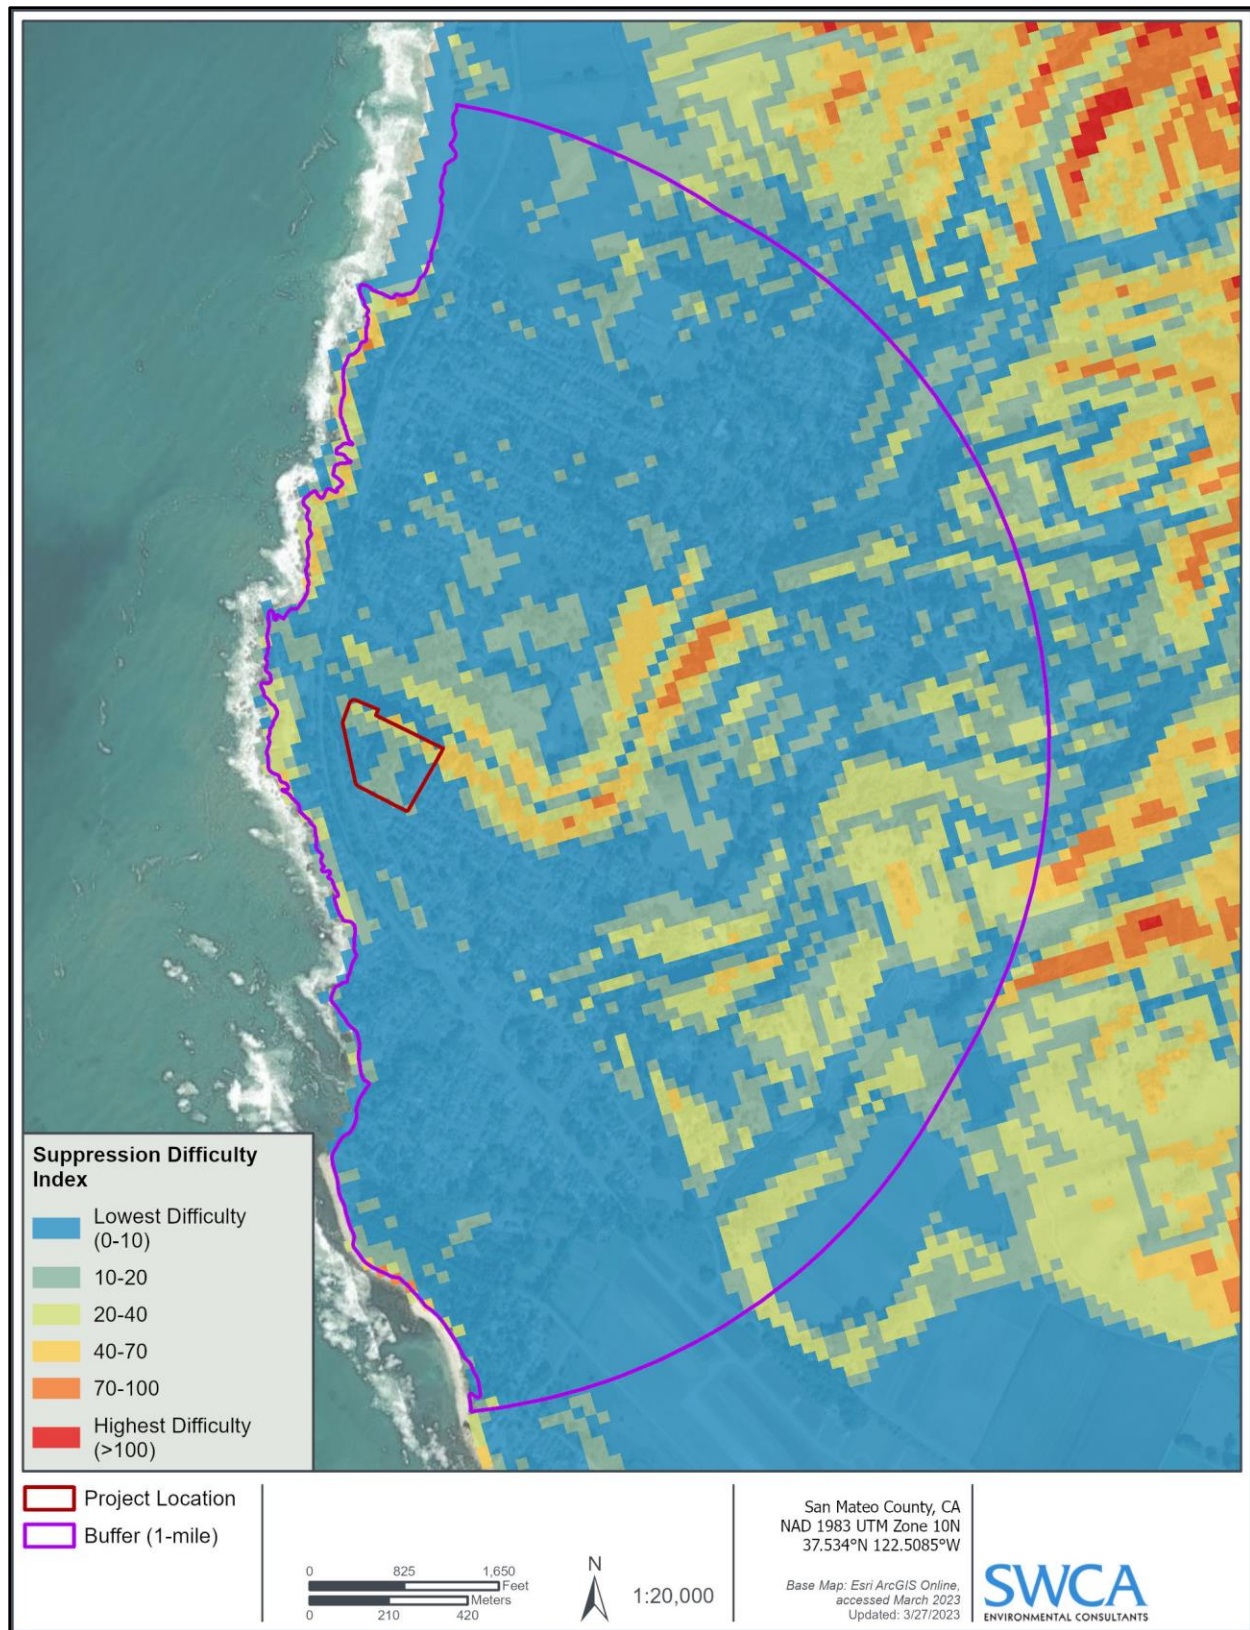 Suppression Difficulty
Index
Lowest Difficulty
(0-10)
10-20
20-40
40-70
70-100
Highest Difficulty
(>100)
Project Location
Buffer (1-mile)
0 825 1,650
Feet
Meters
0 210 420
N
1:20,000
San Mateo County, CA
NAD 1983 UTM Zone 10N
37.534°N 122.5085°W
Base Map: Esri ArcGIS Online,
accessed March 2023
Updated: 3/27/2023
SWCA
ENVIRONMENTAL CONSULTANTS